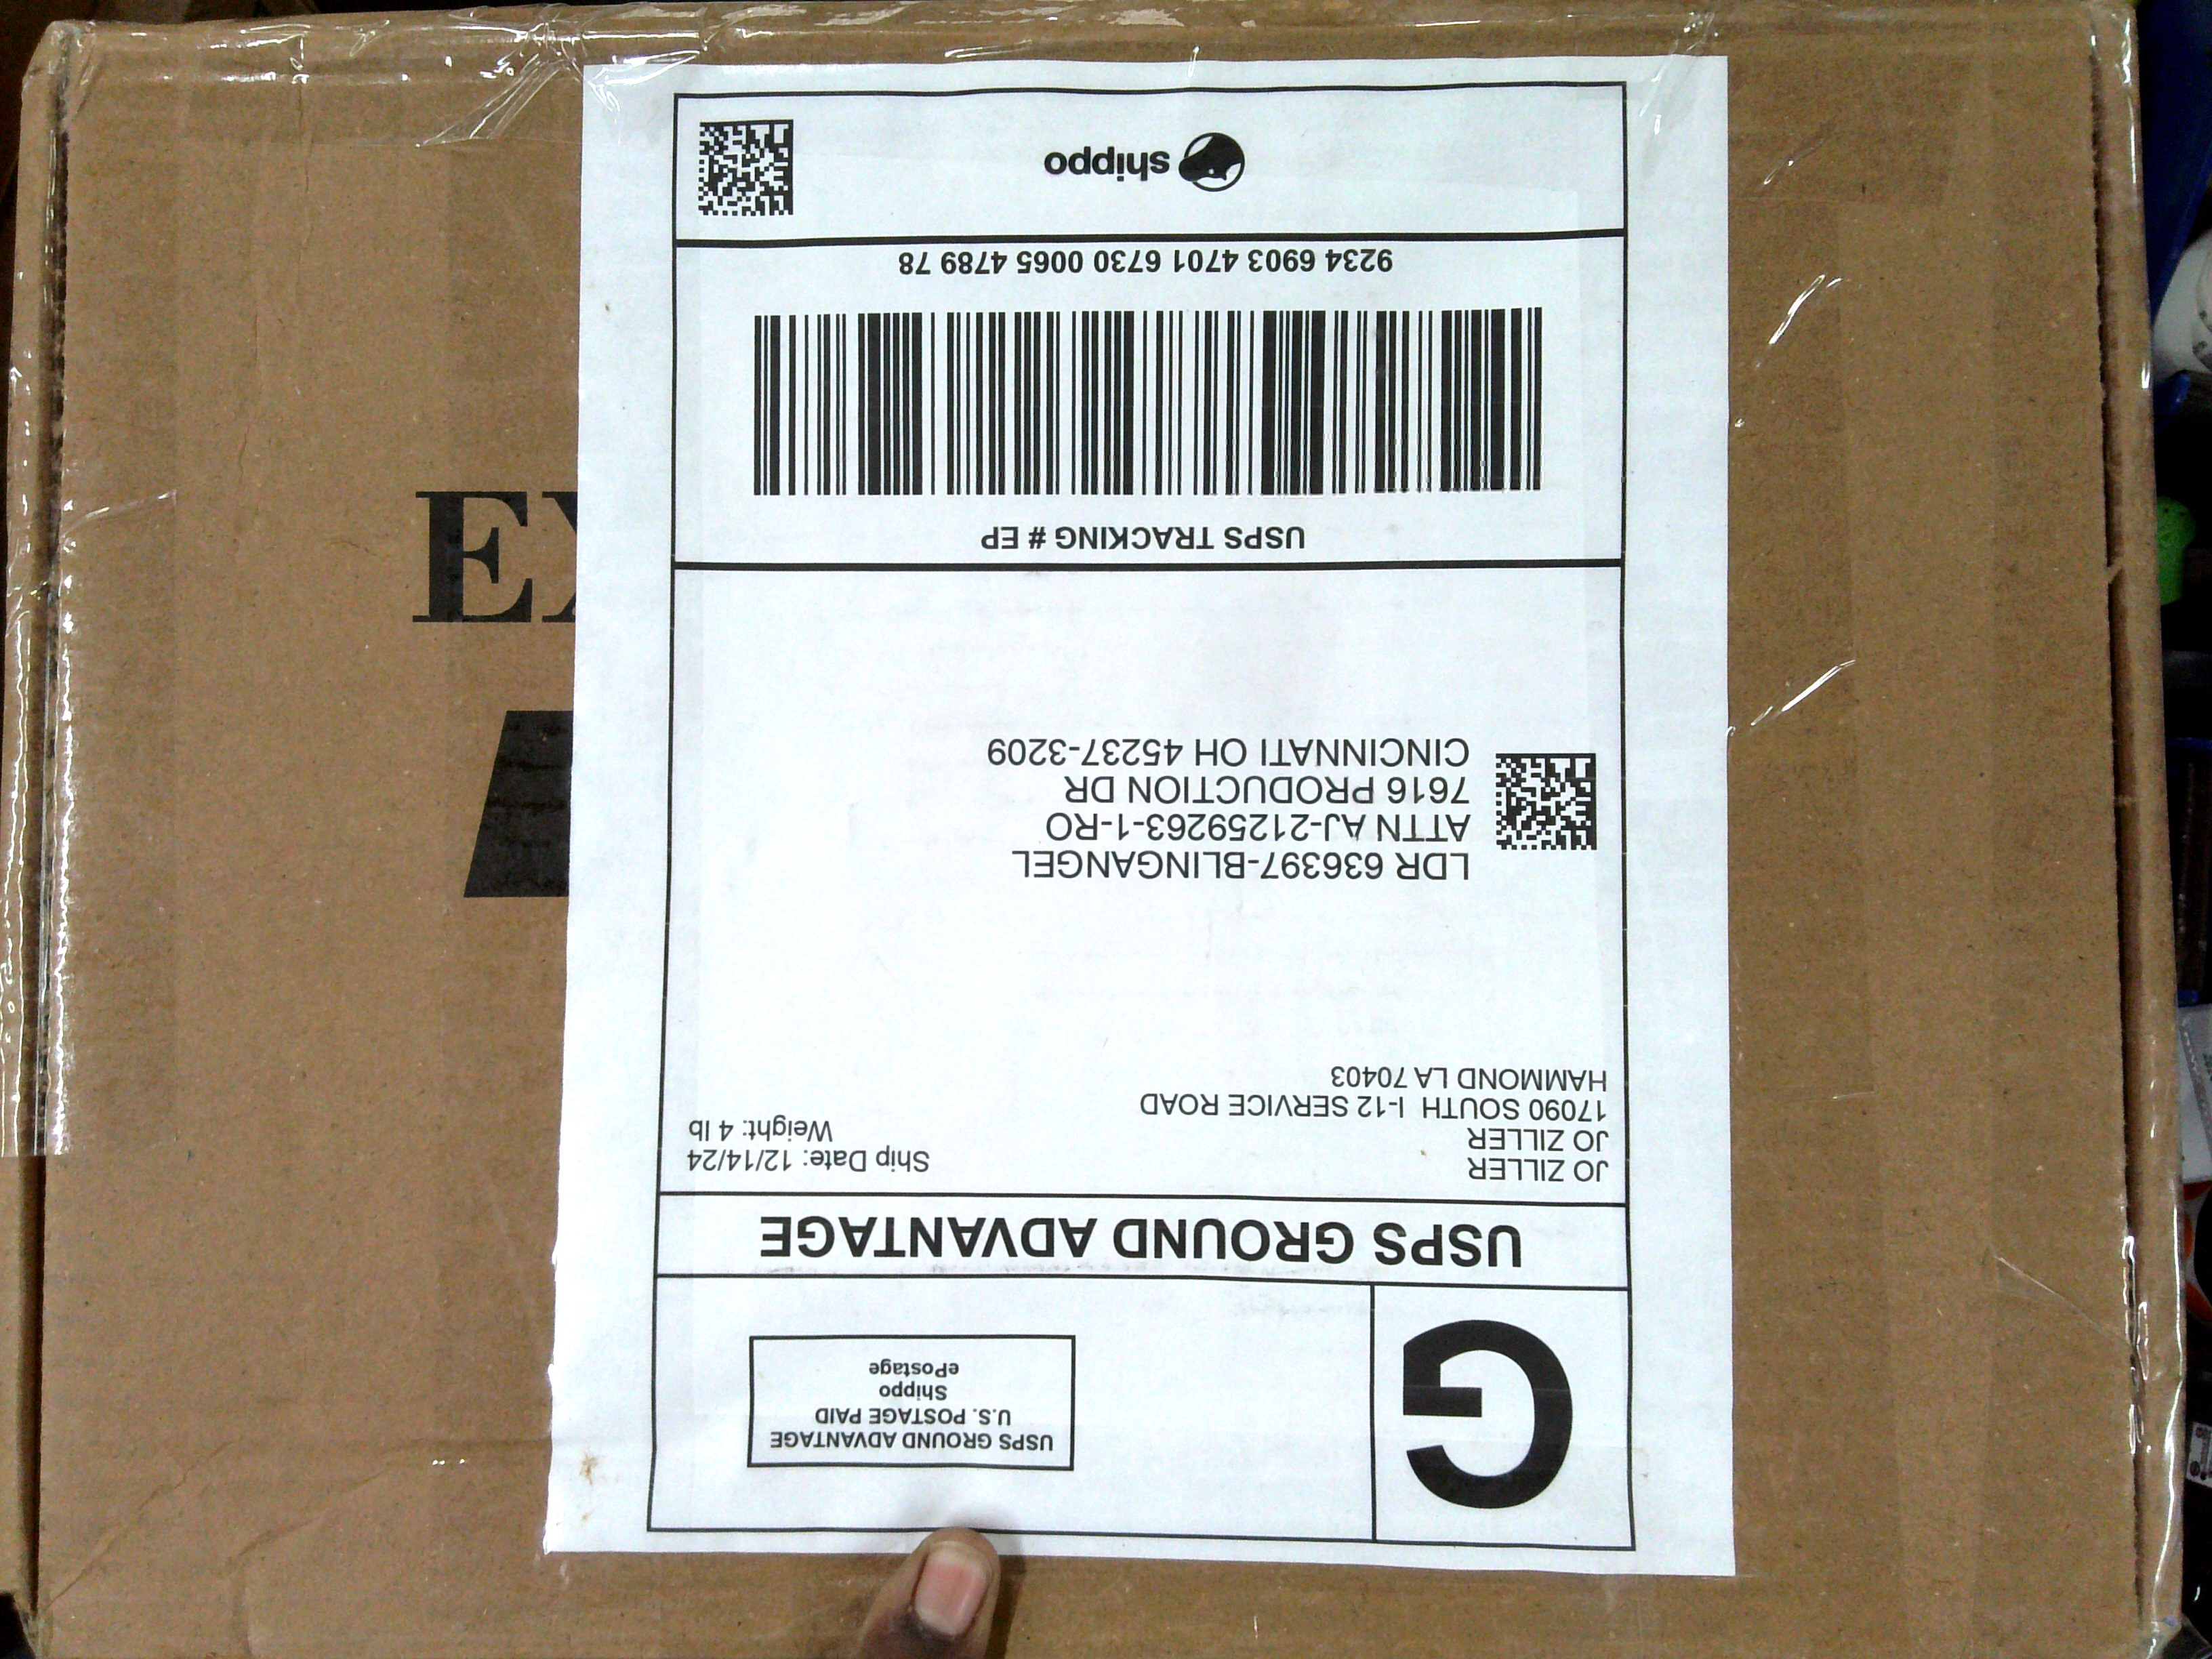 G
USPS GROUND ADVANTAGE
U.S. POSTAGE PAID
Shippo
ePostage
USPS GROUND ADVANTAGE
JO ZILLER
JO ZILLER
17090 SOUTH I-12 SERVICE ROAD
HAMMOND LA 70403
Ship Date: 12/14/24
Weight: 4 lb
LDR 636397-BLINGANGEL
ATTN AJ-21259263-1-RO
7616 PRODUCTION DR
CINCINNATI OH 45237-3209
USPS TRACKING # EP
9234 6903 4701 6730 0065 4789 78
shippo
EX